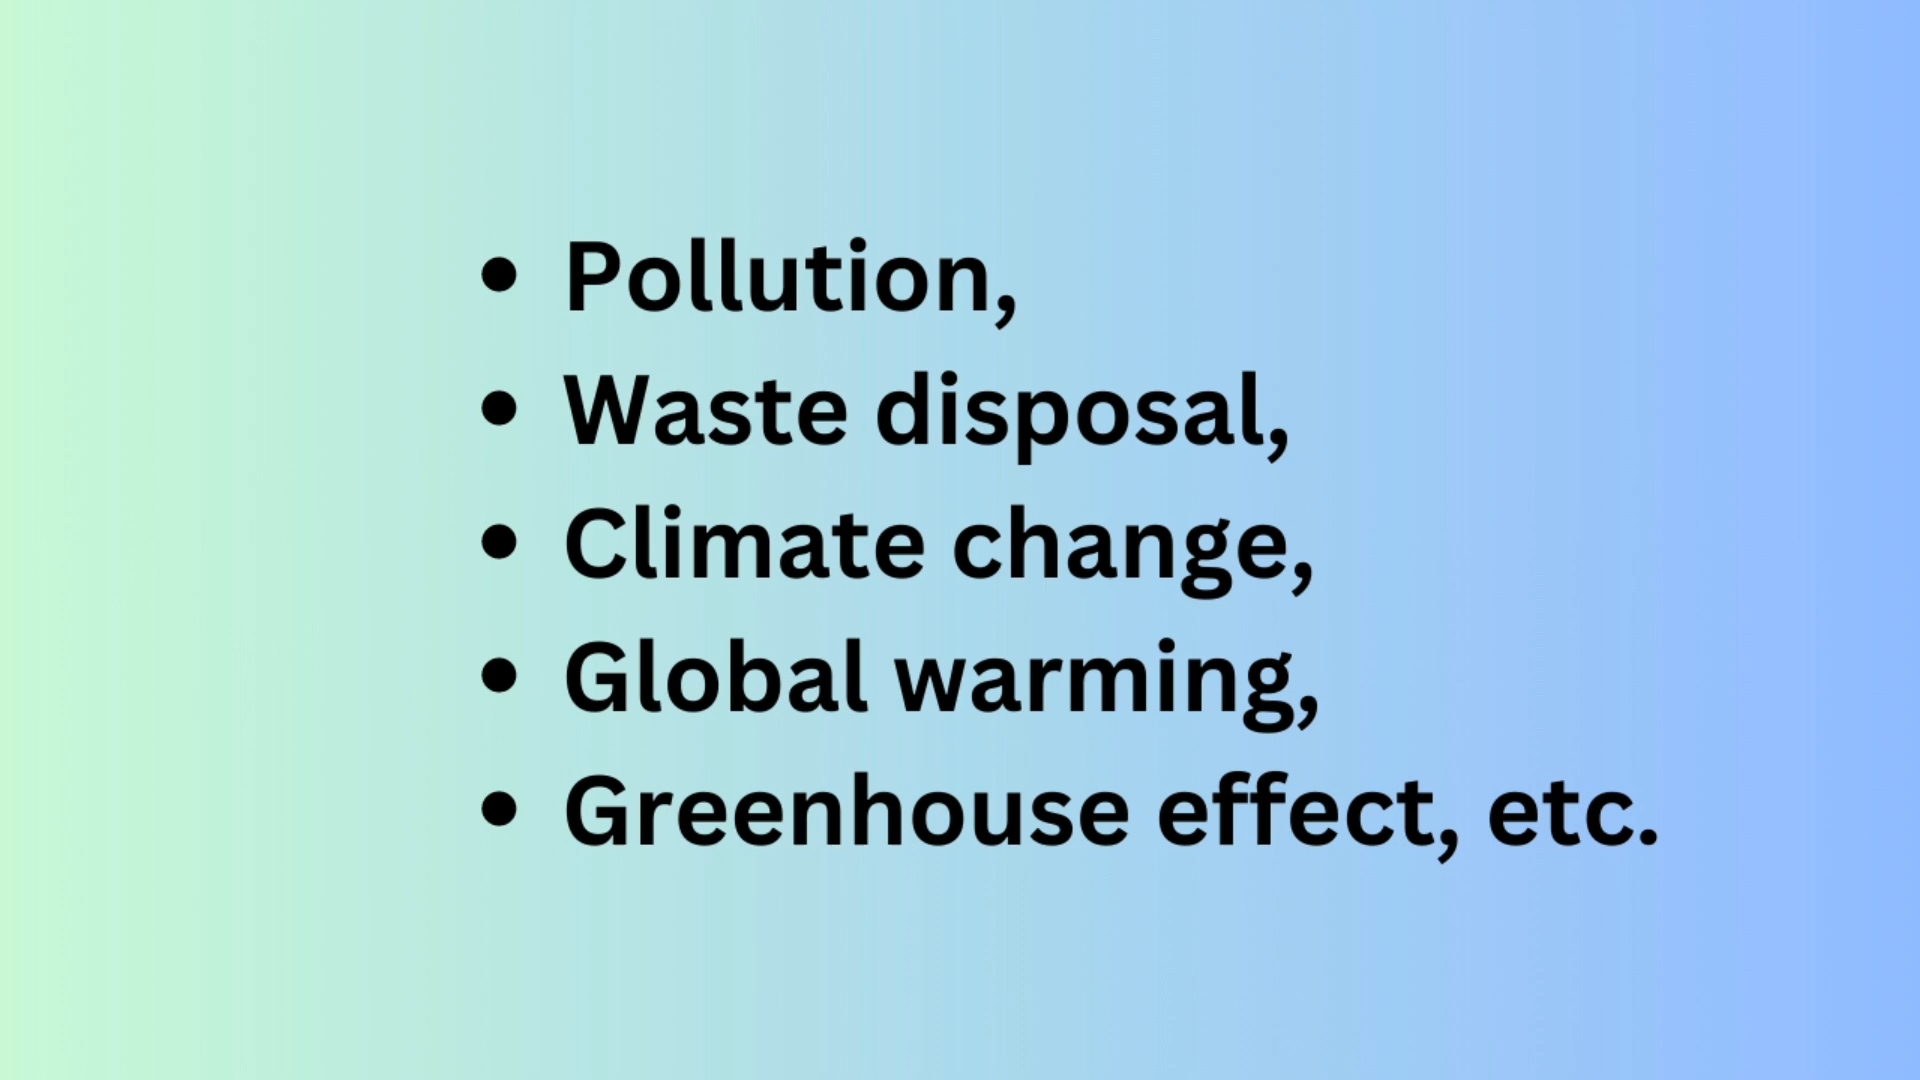 • Pollution,
• Waste disposal,
• Climate change,
• Global warming,
• Greenhouse effect, etc.